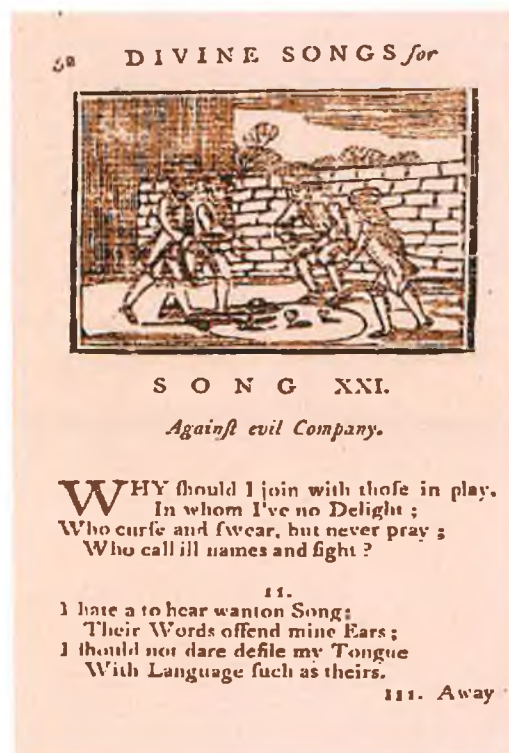 52 DIVINE SONGS for
SONG XXI.
Againſt evil Company.
WHY ſhould I join with thoſe in play,
In whom I've no Delight ;
Who curſe and ſwear, but never pray ;
Who call ill names and fight ?
II.
I hate a to hear wanton Song;
Their Words offend mine Ears ;
I ſhould not dare defile my Tongue
With Language ſuch as theirs.
III. Away